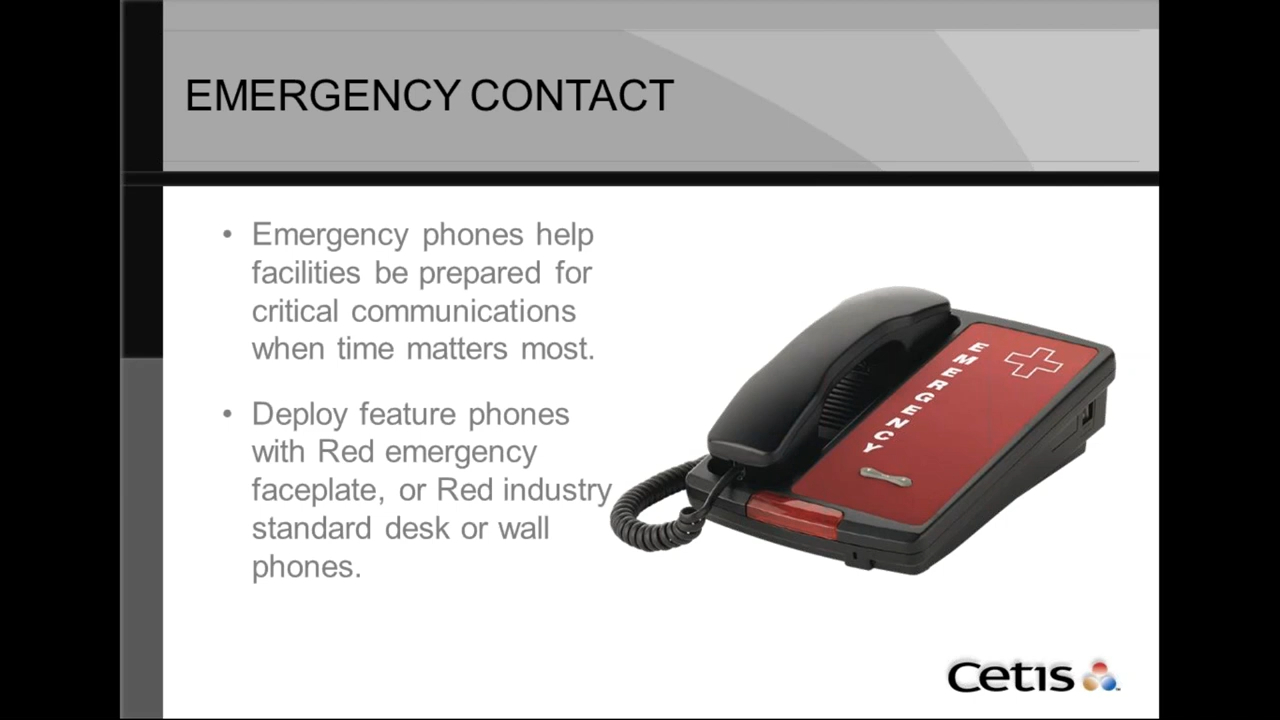 EMERGENCY CONTACT
• Emergency phones help
facilities be prepared for
critical communications
when time matters most.
• Deploy feature phones
with Red emergency
faceplate, or Red industry
standard desk or wall
phones.
EMERGENCY
Cetis